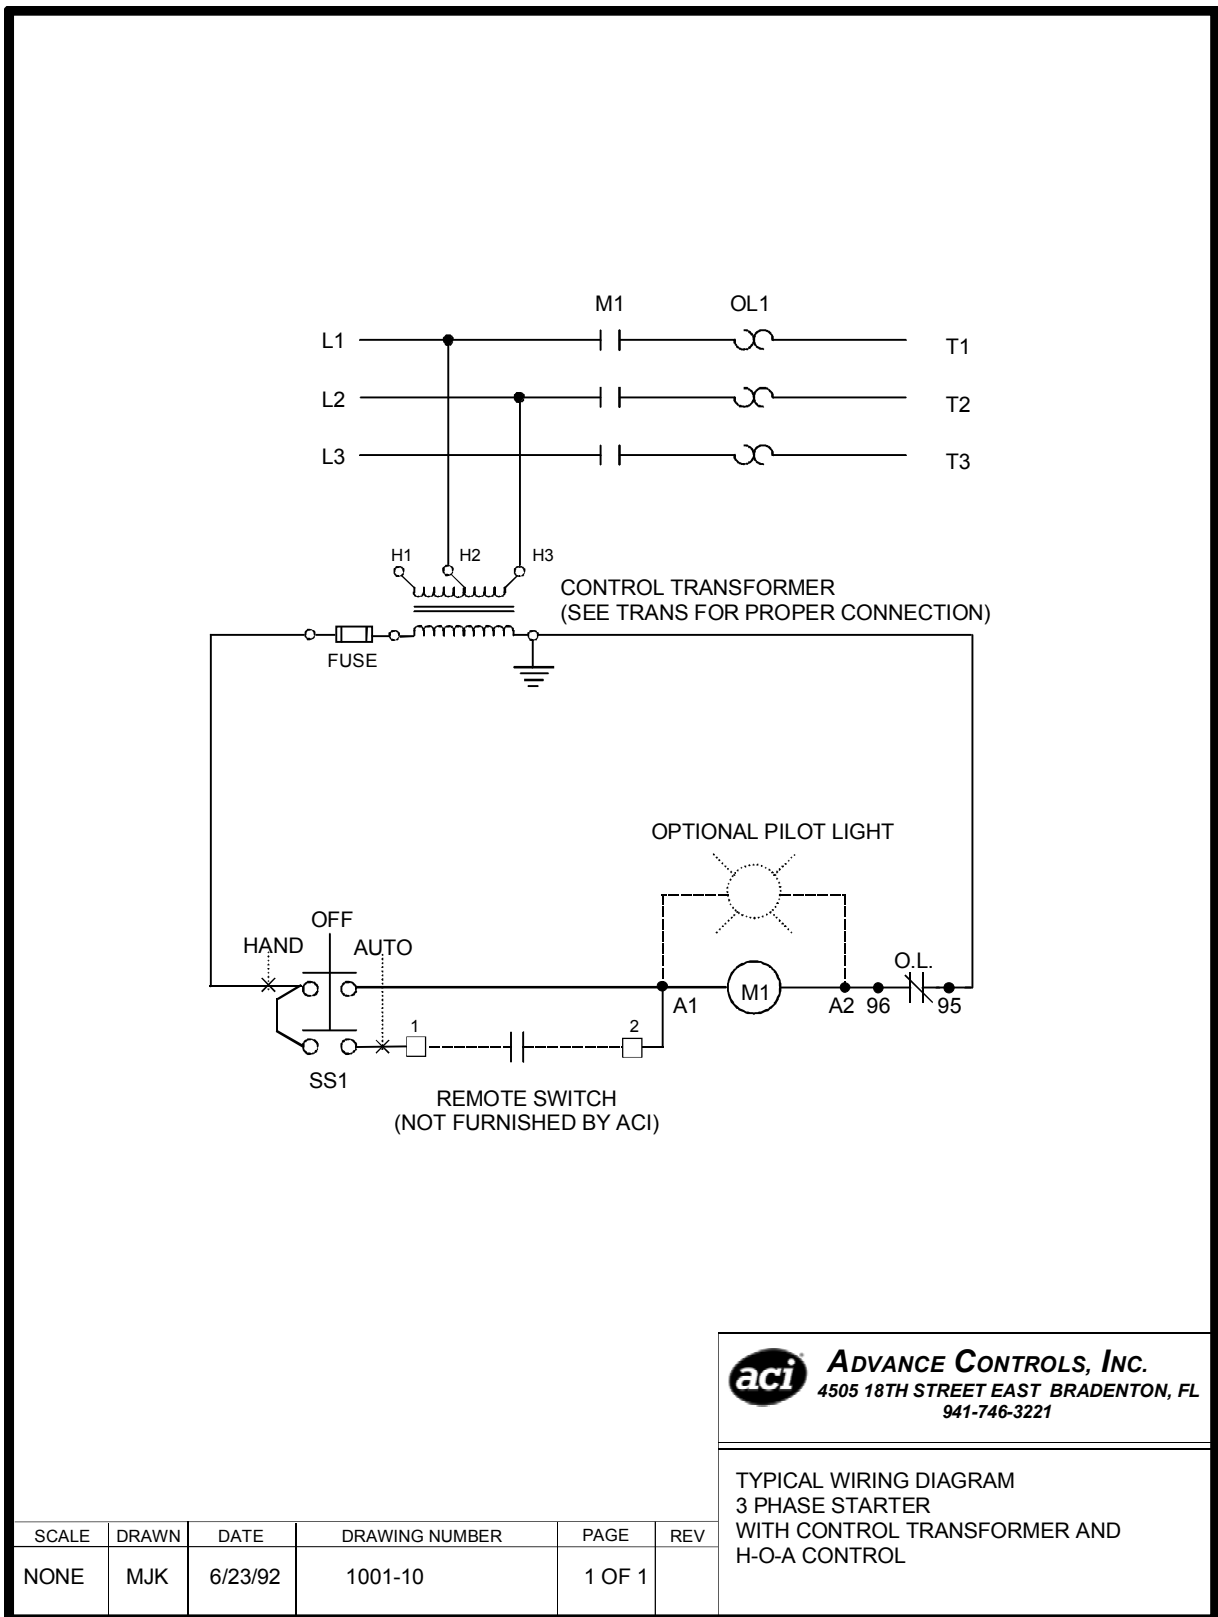 M1 OL1
L1 T1
L2 T2
L3 T3
H1 H2 H3
CONTROL TRANSFORMER
(SEE TRANS FOR PROPER CONNECTION)
FUSE
OPTIONAL PILOT LIGHT
OFF
HAND AUTO
O.L.
M1
A1 A2 96 95
1 2
SS1
REMOTE SWITCH
(NOT FURNISHED BY ACI)
aci
ADVANCE CONTROLS, INC.
4505 18TH STREET EAST BRADENTON, FL
941-746-3221
TYPICAL WIRING DIAGRAM
3 PHASE STARTER
WITH CONTROL TRANSFORMER AND
H-O-A CONTROL
SCALE DRAWN DATE DRAWING NUMBER PAGE REV
NONE MJK 6/23/92 1001-10 1 OF 1